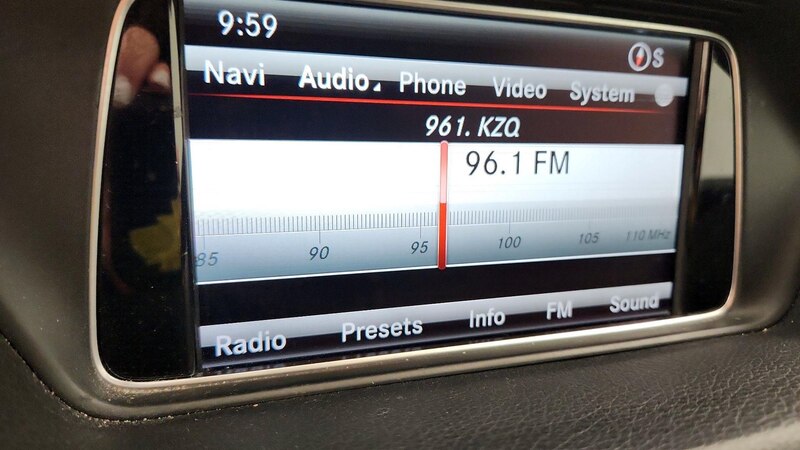 9:59
S
Navi Audio Phone Video System
961. KZQ
96.1 FM
85 90 95 100 105 110 MHz
Radio Presets Info FM Sound